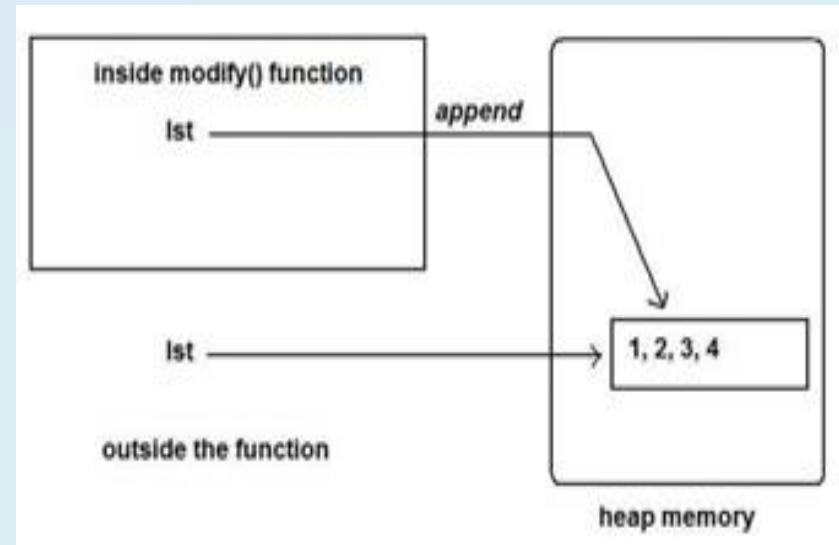 inside modify() function
lst
append
lst
1, 2, 3, 4
outside the function
heap memory